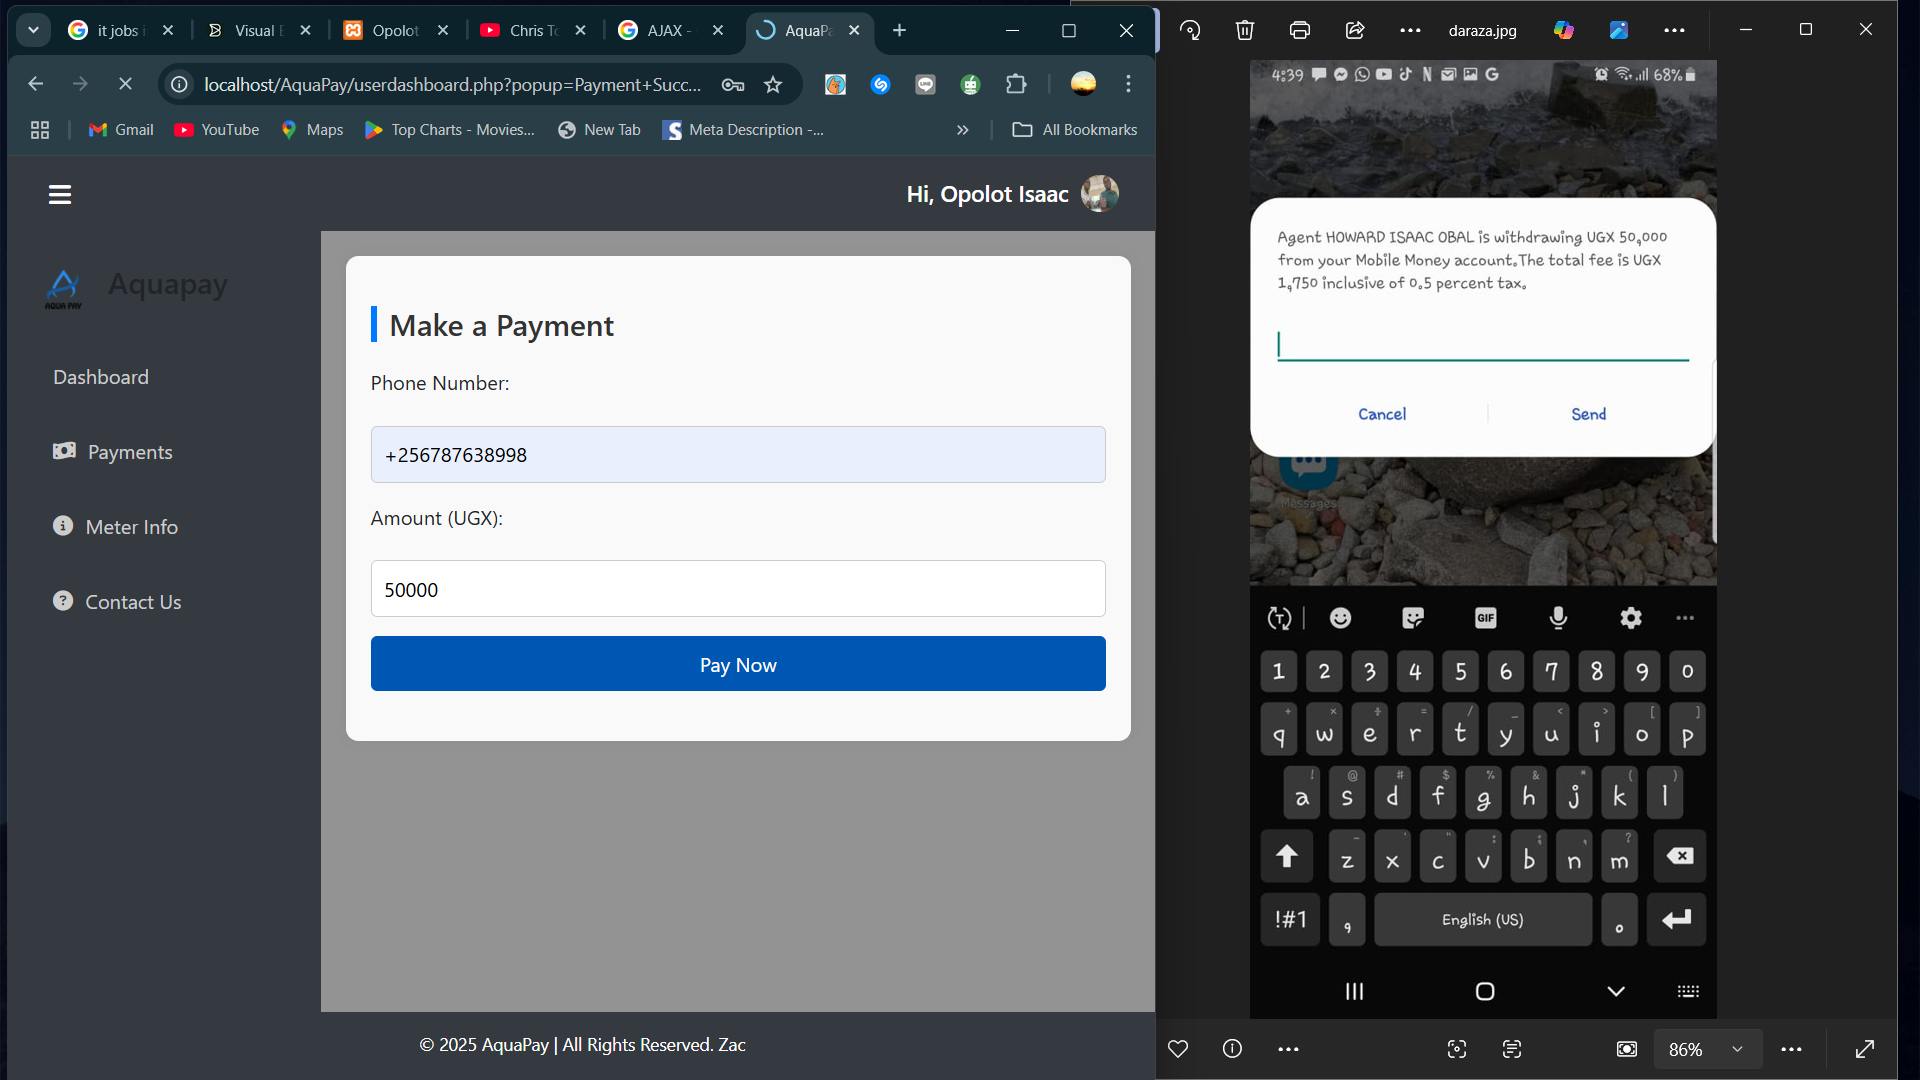 it jobs i
Visual E
Opolot
Chris To
AJAX -
AquaPa
localhost/AquaPay/userdashboard.php?popup=Payment+Succ...
Gmail
YouTube
Maps
Top Charts - Movies...
New Tab
Meta Description -...
All Bookmarks
Hi, Opolot Isaac
AQUA PAY
Aquapay
Dashboard
Payments
Meter Info
Contact Us
Make a Payment
Phone Number:
+256787638998
Amount (UGX):
50000
Pay Now
© 2025 AquaPay | All Rights Reserved. Zac
daraza.jpg
4:39
68%
Agent HOWARD ISAAC OBAL is withdrawing UGX 50,000
from your Mobile Money account.The total fee is UGX
1,750 inclusive of 0.5 percent tax.
Cancel
Send
Messages
GIF
1 2 3 4 5 6 7 8 9 0
+ × ÷ = / _ < > [ ]
q w e r t y u i o p
! @ # $ % & * ( )
a s d f g h j k l
- ' " : ; , ?
z x c v b n m
!#1 , English (US) .
86%